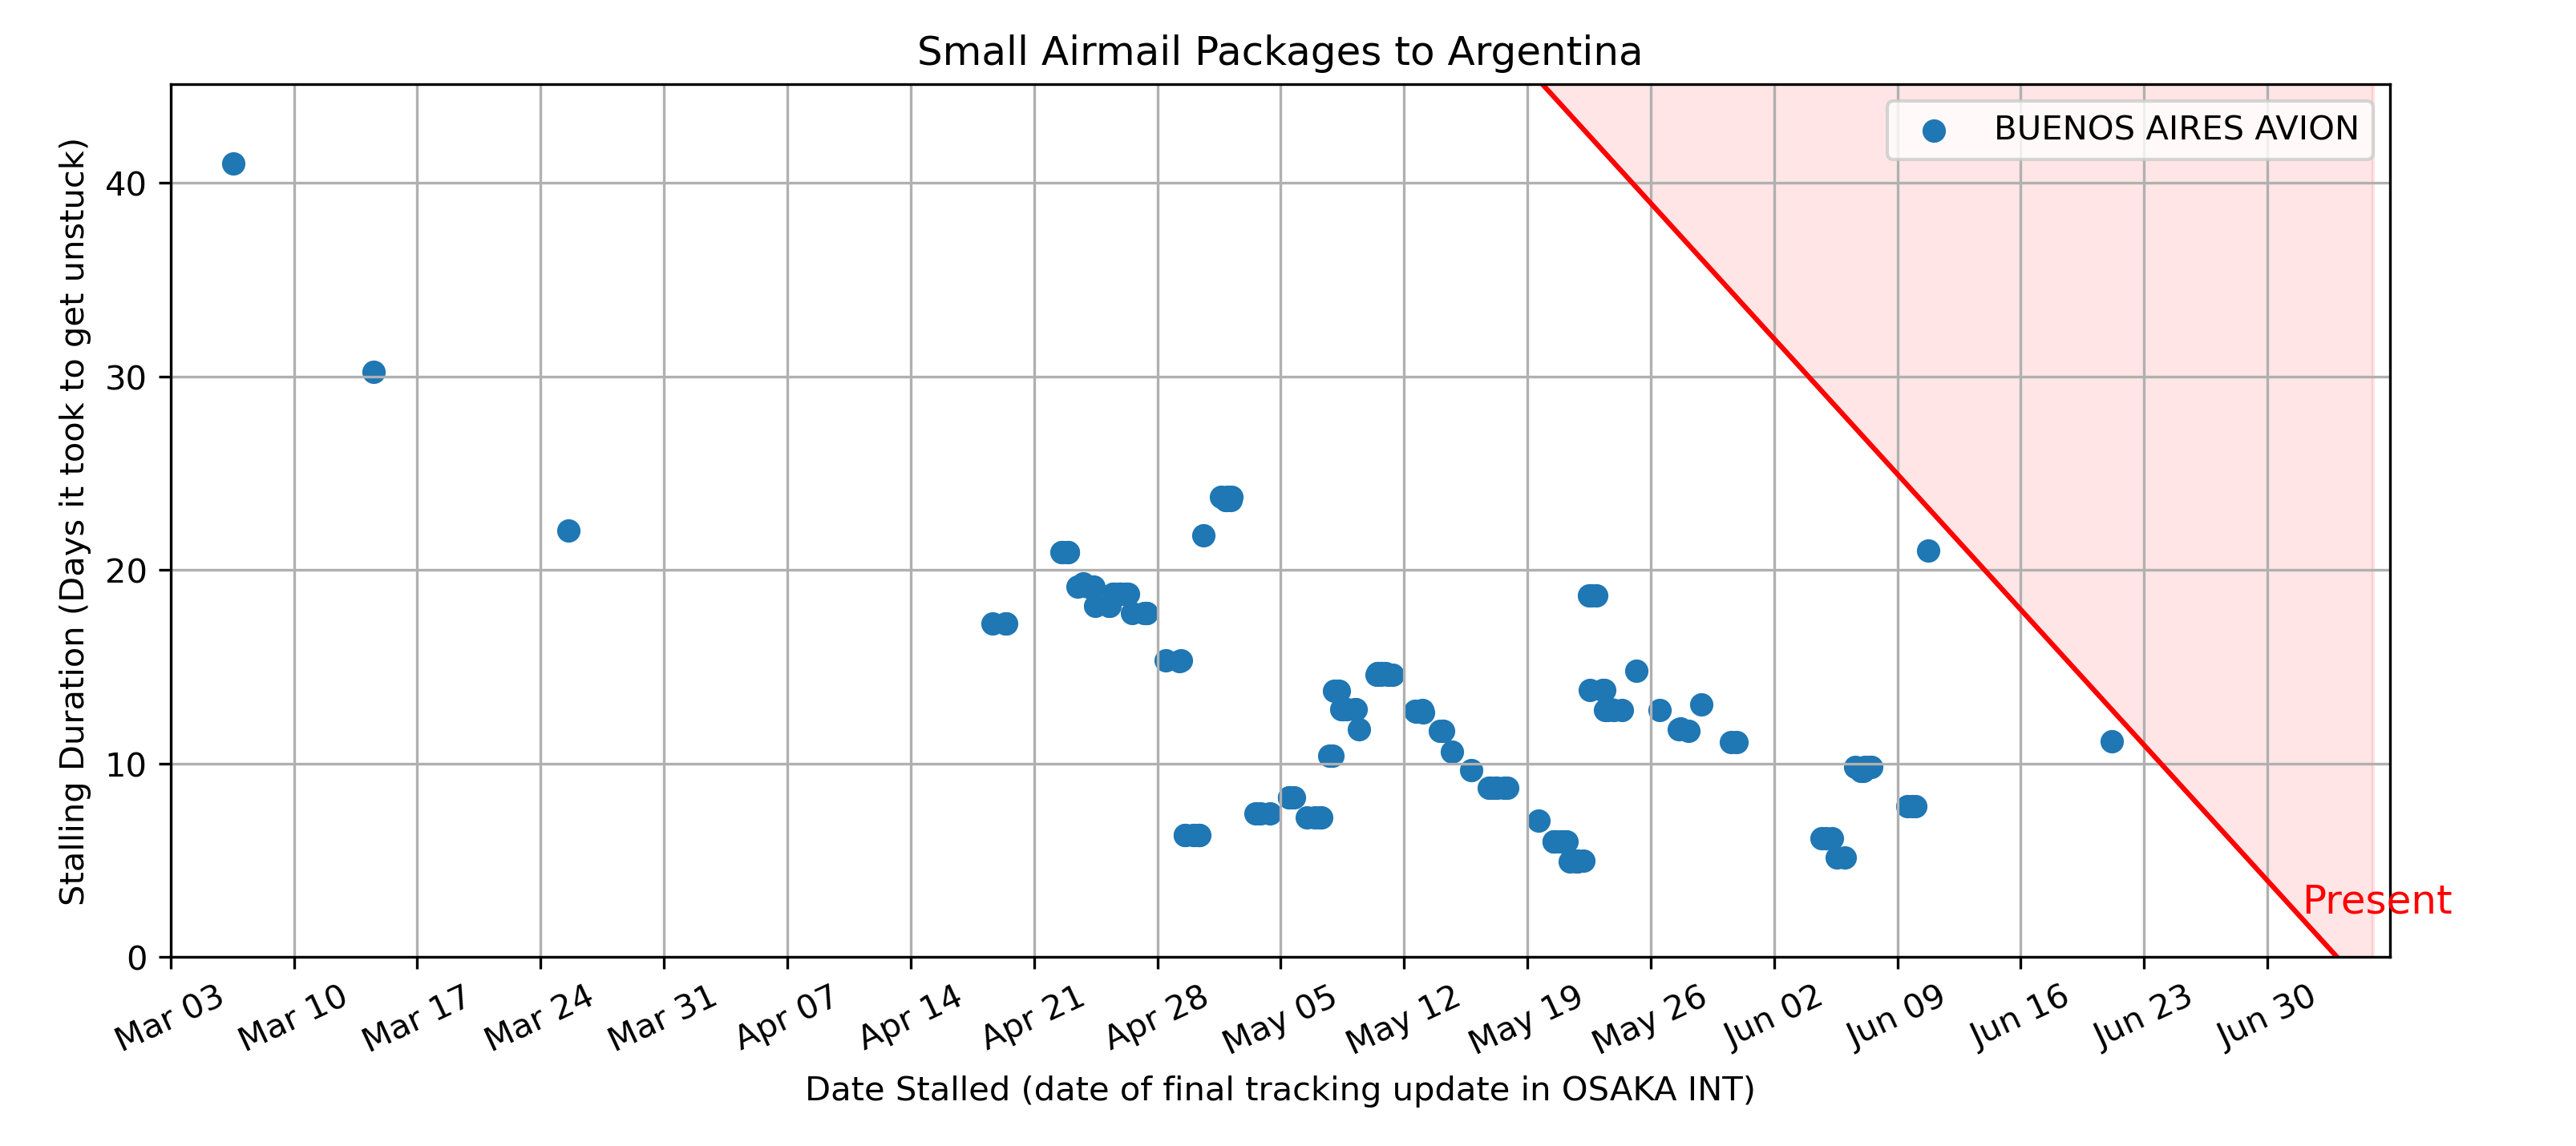 Small Airmail Packages to Argentina
BUENOS AIRES AVION
Stalling Duration (Days it took to get unstuck)
40
30
20
10
0
Present
Mar 03
Mar 10
Mar 17
Mar 24
Mar 31
Apr 07
Apr 14
Apr 21
Apr 28
May 05
May 12
May 19
May 26
Jun 02
Jun 09
Jun 16
Jun 23
Jun 30
Date Stalled (date of final tracking update in OSAKA INT)